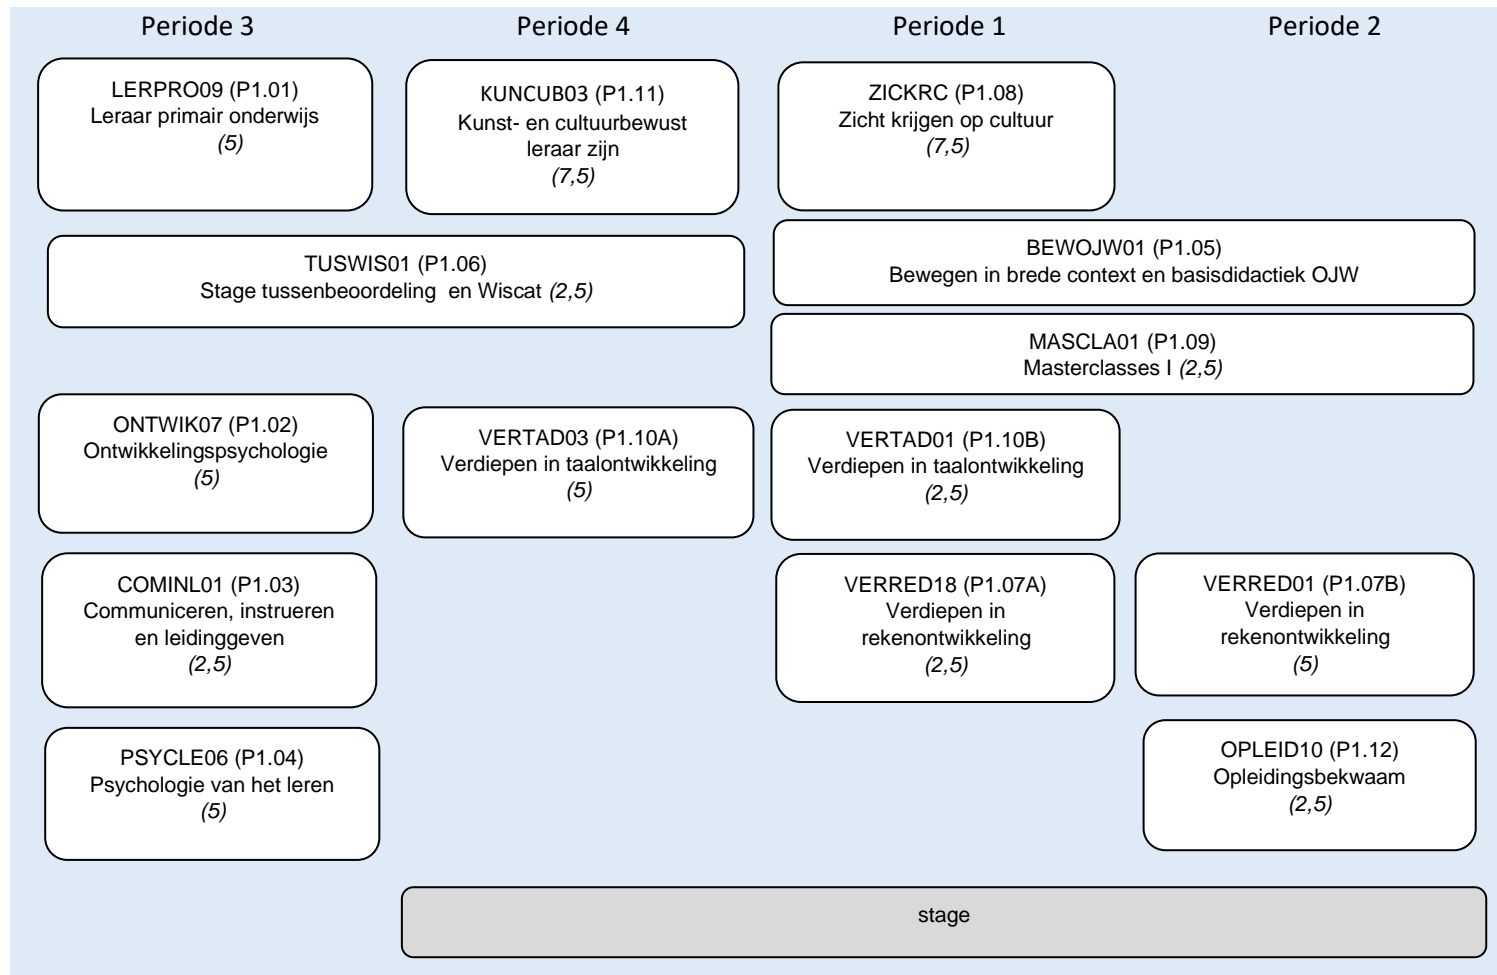 Periode 3
Periode 4
Periode 1
Periode 2
LERPRO09 (P1.01)
Leraar primair onderwijs
(5)
KUNCUB03 (P1.11)
Kunst- en cultuurbewust
leraar zijn
(7,5)
ZICKRC (P1.08)
Zicht krijgen op cultuur
(7,5)
TUSWIS01 (P1.06)
Stage tussenbeoordeling  en Wiscat (2,5)
BEWOJW01 (P1.05)
Bewegen in brede context en basisdidactiek OJW
MASCLA01 (P1.09)
Masterclasses I (2,5)
ONTWIK07 (P1.02)
Ontwikkelingspsychologie
(5)
VERTAD03 (P1.10A)
Verdiepen in taalontwikkeling
(5)
VERTAD01 (P1.10B)
Verdiepen in taalontwikkeling
(2,5)
COMINL01 (P1.03)
Communiceren, instrueren
en leidinggeven
(2,5)
VERRED18 (P1.07A)
Verdiepen in
rekenontwikkeling
(2,5)
VERRED01 (P1.07B)
Verdiepen in
rekenontwikkeling
(5)
PSYCLE06 (P1.04)
Psychologie van het leren
(5)
OPLEID10 (P1.12)
Opleidingsbekwaam
(2,5)
stage